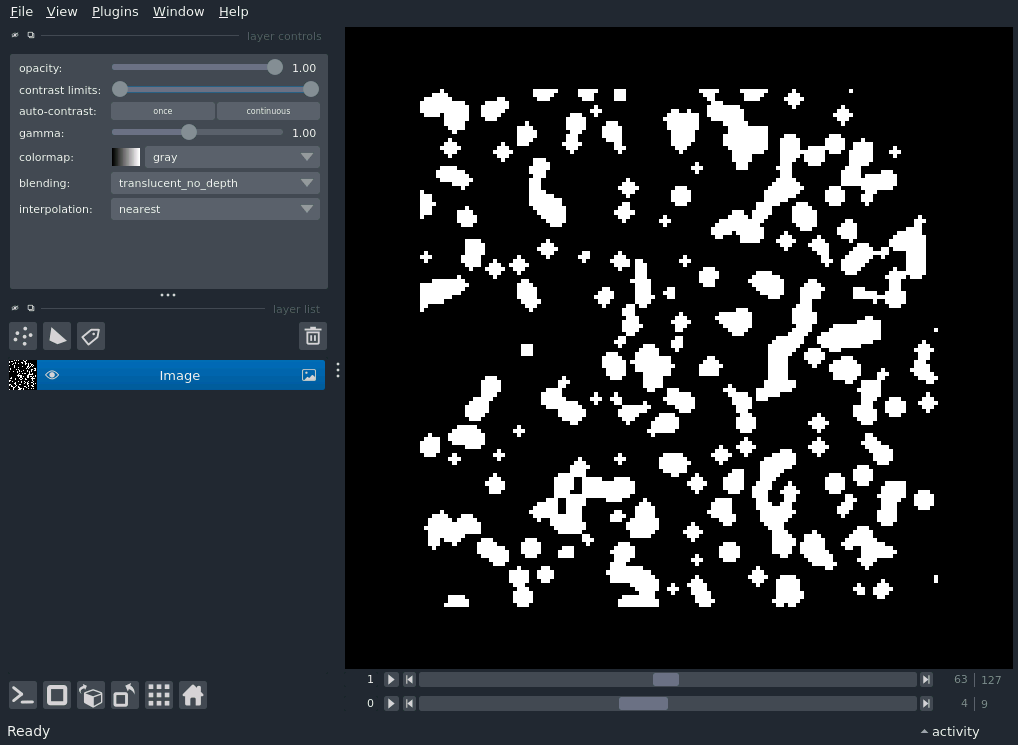 File View Plugins Window Help
layer controls
opacity: 1.00
contrast limits:
auto-contrast: once continuous
gamma: 1.00
colormap: gray
blending: translucent_no_depth
interpolation: nearest
layer list
Image
1 63 127
0 4 9
Ready activity